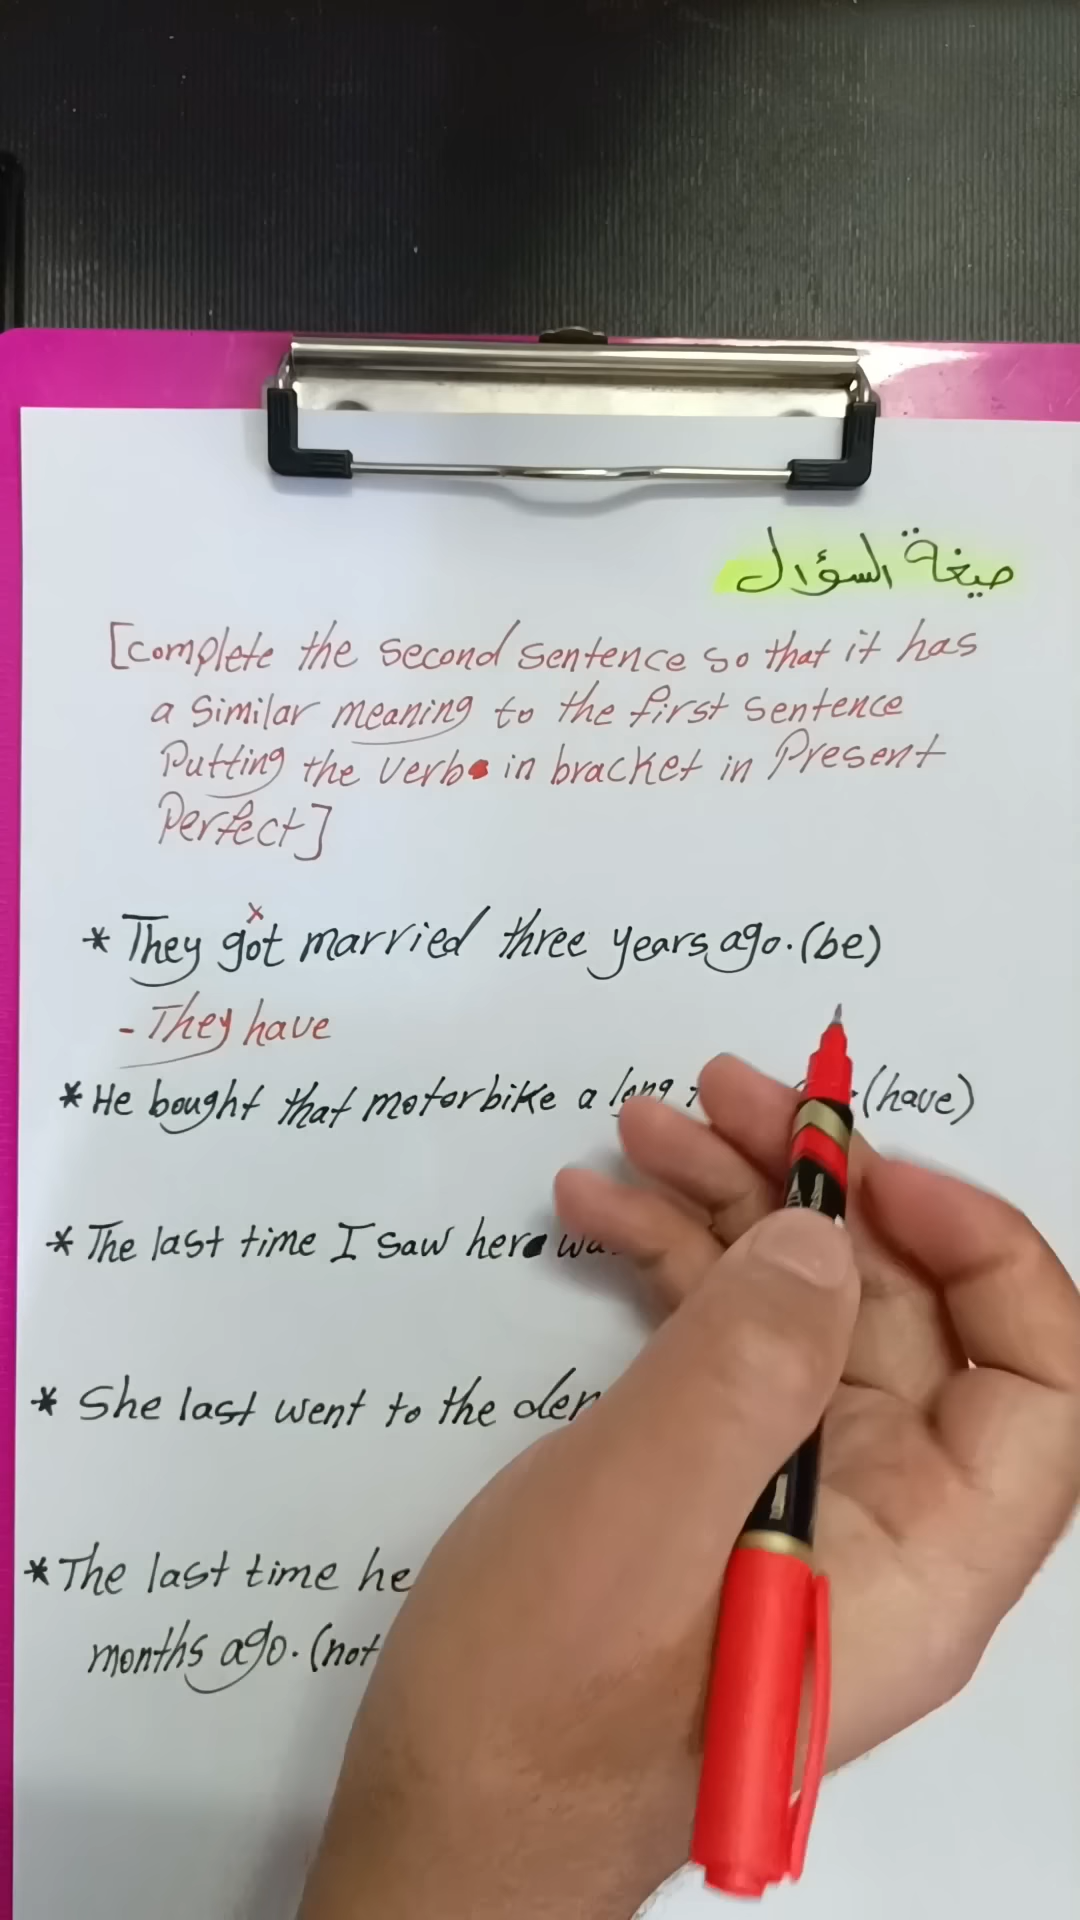 صيغة السؤال
[Complete the second sentence so that it has
a similar meaning to the first sentence
Putting the verb in bracket in Present
Perfect]
x
* They got married three years ago. (be)
- They have
* He bought that motorbike a long (have)
* The last time I saw her
* She last went to the
* The last time he
months ago. (not